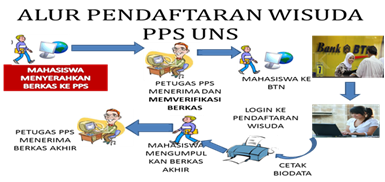 ALUR PENDAFTARAN WISUDA
PPS UNS
MAHASISWA
MENYERAHKAN
BERKAS KE PPS
PETUGAS PPS
MENERIMA DAN
MEMVERIFIKASI
BERKAS
MAHASISWA KE
BTN
Bank BTN
LOGIN KE
PENDAFTARAN
WISUDA
CETAK
BIODATA
MAHASISWA
MENGUMPUL
KAN BERKAS
AKHIR
PETUGAS PPS
MENERIMA
BERKAS AKHIR